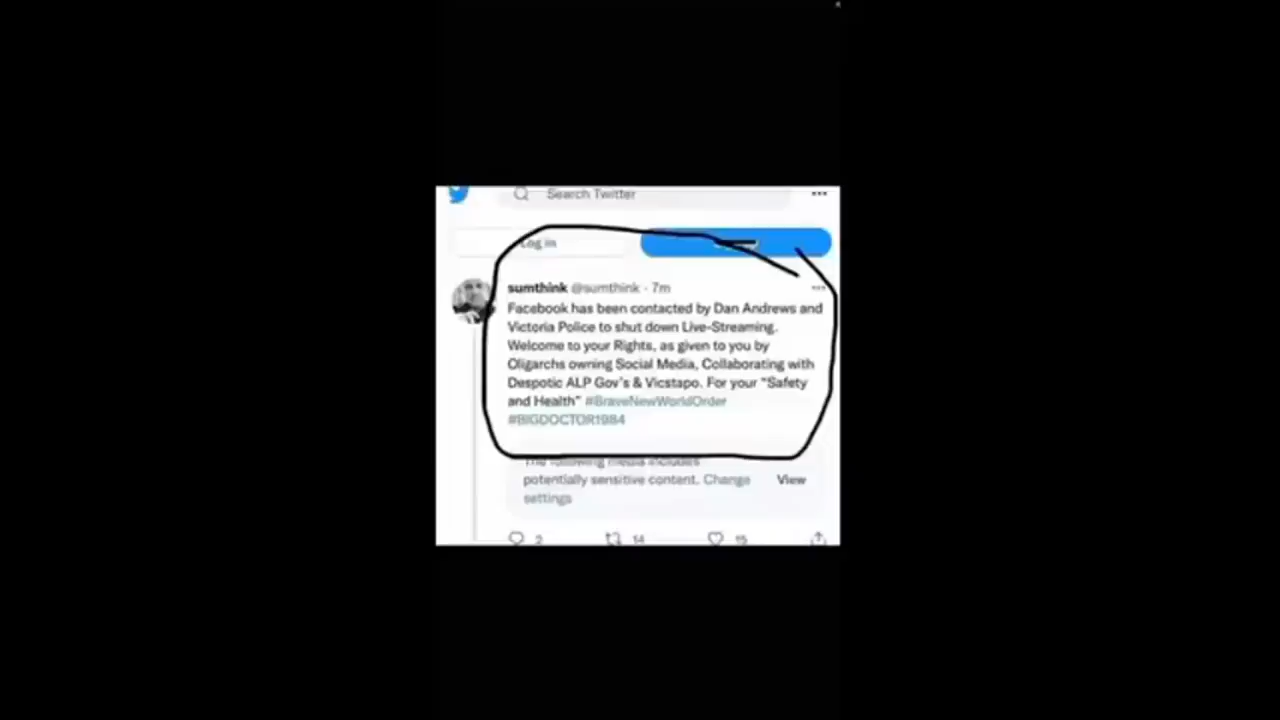 Search Twitter
Log in
sumthink @sumthink · 7m
Facebook has been contacted by Dan Andrews and
Victoria Police to shut down Live-Streaming.
Welcome to your Rights, as given to you by
Oligarchs owning Social Media, Collaborating with
Despotic ALP Gov's & Vicstapo. For your "Safety
and Health" #BraveNewWorldOrder
#BIGDOCTOR1984
The following media includes
potentially sensitive content. Change
settings
View
2 14 15